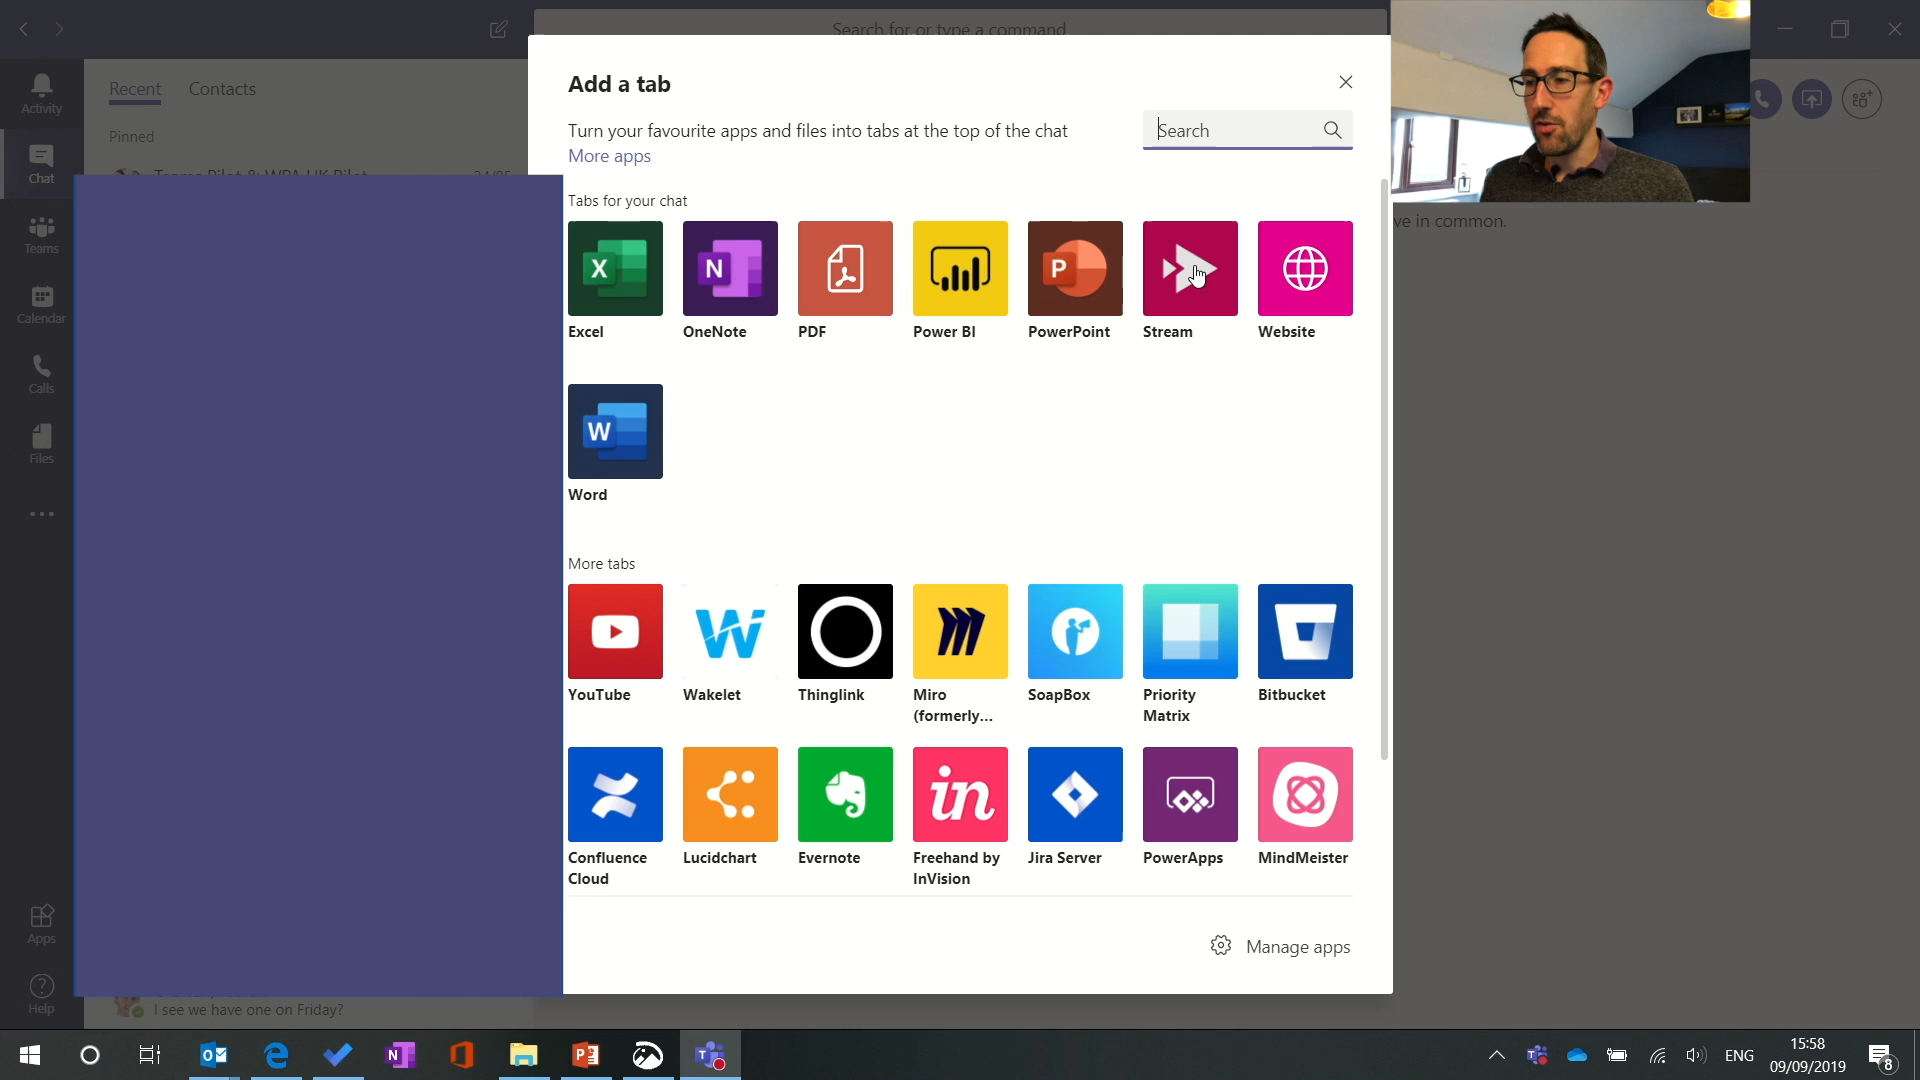 Search for or type a command
Add a tab
Recent
Contacts
Activity
Turn your favourite apps and files into tabs at the top of the chat
Search
Pinned
More apps
Chat
Tabs for your chat
ve in common.
Teams
Calendar
Excel
OneNote
PDF
Power BI
PowerPoint
Stream
Website
Calls
Files
Word
More tabs
YouTube
Wakelet
Thinglink
Miro
(formerly...
SoapBox
Priority
Matrix
Bitbucket
Confluence
Cloud
Lucidchart
Evernote
Freehand by
InVision
Jira Server
PowerApps
MindMeister
Apps
Manage apps
Help
I see we have one on Friday?
ENG
15:58
09/09/2019
8